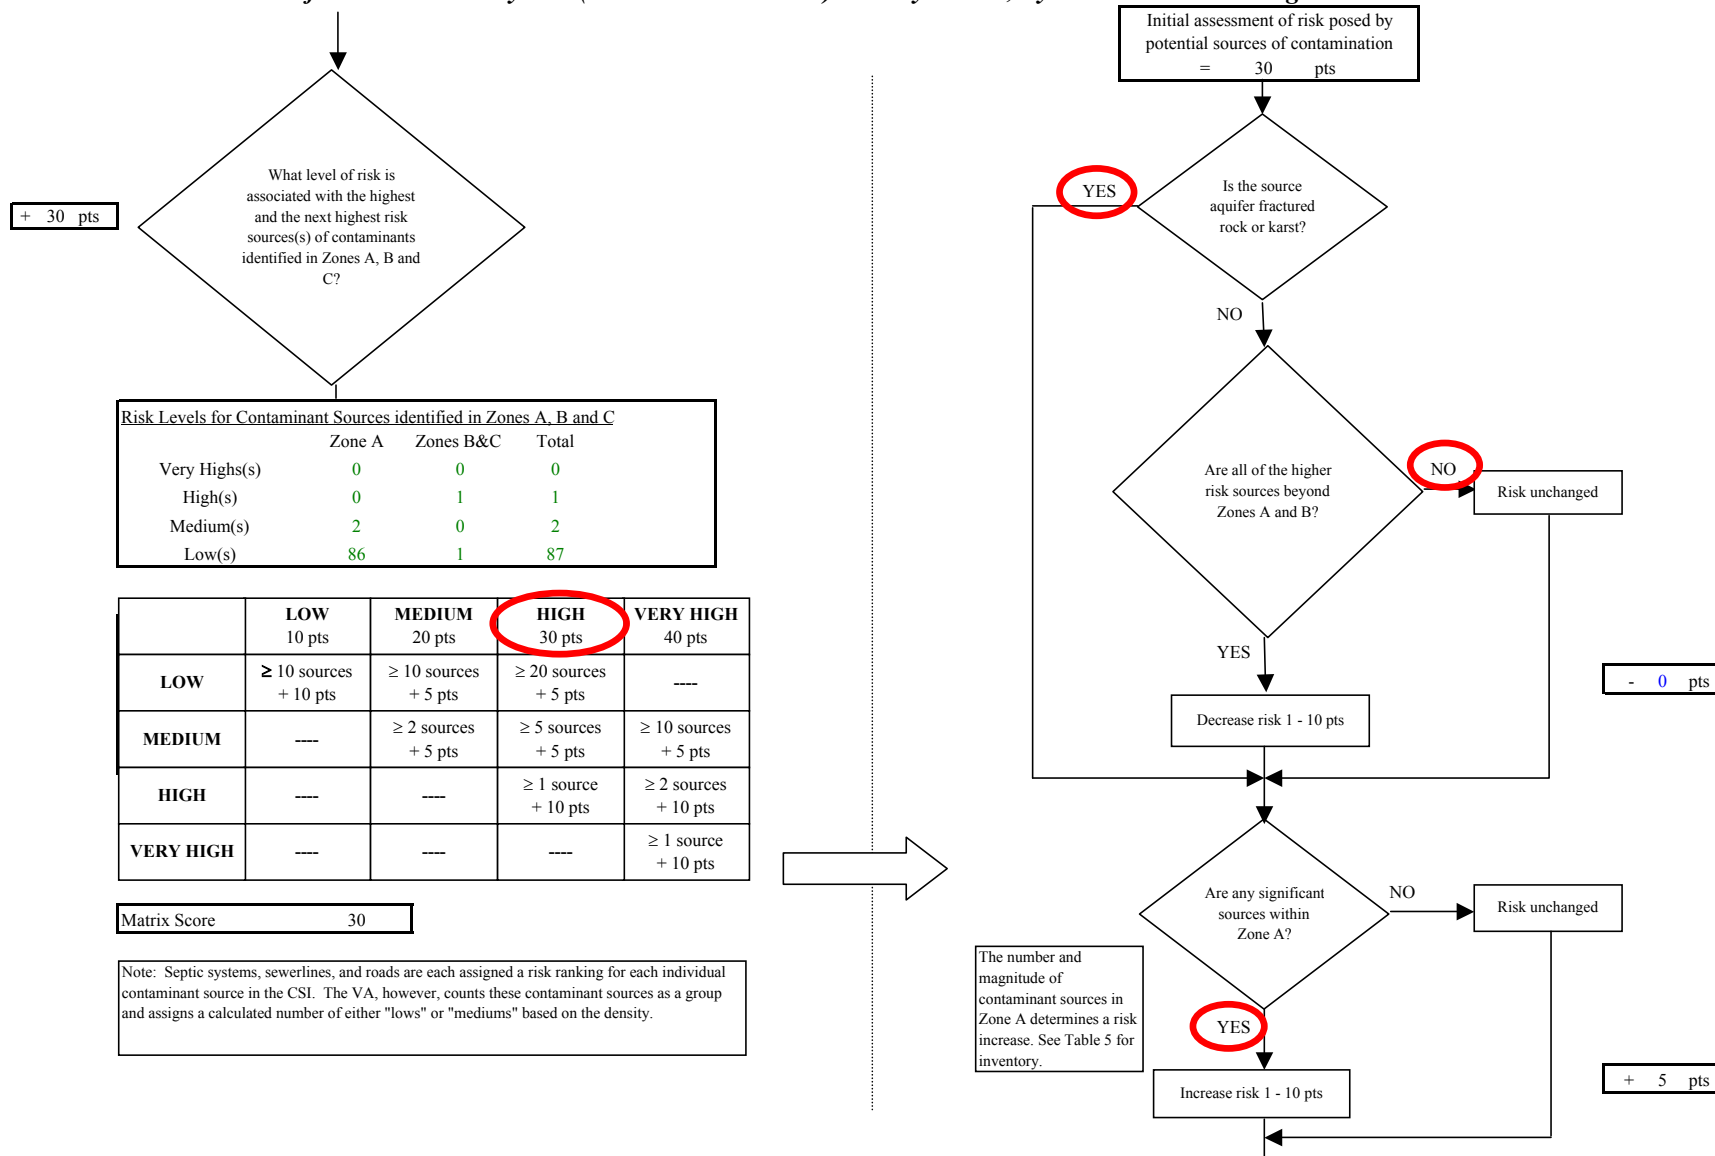 + 30 pts
What level of risk is
associated with the highest
and the next highest risk
sources(s) of contaminants
identified in Zones A, B and
C?
Risk Levels for Contaminant Sources identified in Zones A, B and C
Zone A Zones B&C Total
Very Highs(s) 0 0 0
High(s) 0 1 1
Medium(s) 2 0 2
Low(s) 86 1 87
LOW MEDIUM HIGH VERY HIGH
10 pts 20 pts 30 pts 40 pts
LOW ≥ 10 sources ≥ 10 sources ≥ 20 sources ----
+ 10 pts + 5 pts + 5 pts
MEDIUM ---- ≥ 2 sources ≥ 5 sources ≥ 10 sources
+ 5 pts + 5 pts + 5 pts
HIGH ---- ---- ≥ 1 source ≥ 2 sources
+ 10 pts + 10 pts
VERY HIGH ---- ---- ---- ≥ 1 source
+ 10 pts
Matrix Score 30
Note: Septic systems, sewerlines, and roads are each assigned a risk ranking for each individual
contaminant source in the CSI. The VA, however, counts these contaminant sources as a group
and assigns a calculated number of either "lows" or "mediums" based on the density.
Initial assessment of risk posed by
potential sources of contamination
= 30 pts
YES
Is the source
aquifer fractured
rock or karst?
NO
Are all of the higher
risk sources beyond
Zones A and B?
NO
Risk unchanged
YES
- 0 pts
Decrease risk 1 - 10 pts
Are any significant
sources within
Zone A?
NO
Risk unchanged
The number and
magnitude of
contaminant sources in
Zone A determines a risk
increase. See Table 5 for
inventory.
YES
+ 5 pts
Increase risk 1 - 10 pts